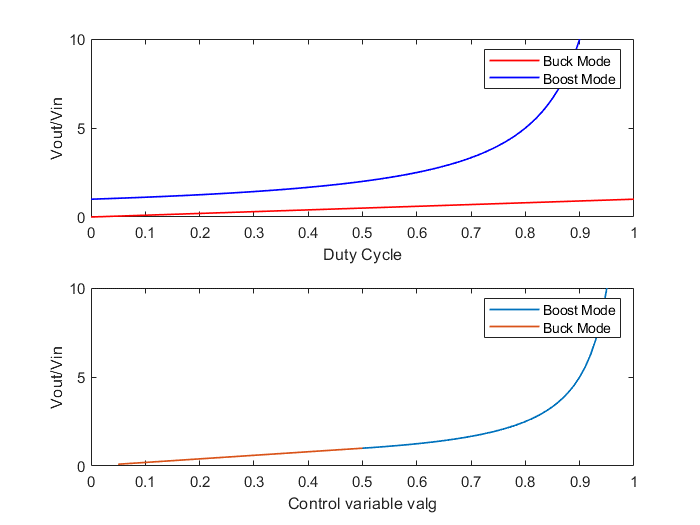 10
5
0
Vout/Vin
Buck Mode
Boost Mode
0 0.1 0.2 0.3 0.4 0.5 0.6 0.7 0.8 0.9 1
Duty Cycle
10
5
0
Vout/Vin
Boost Mode
Buck Mode
0 0.1 0.2 0.3 0.4 0.5 0.6 0.7 0.8 0.9 1
Control variable valg